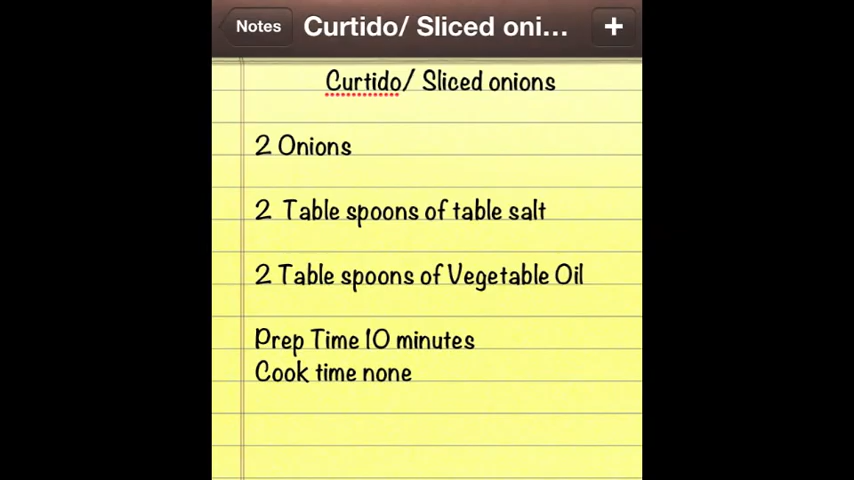 Notes
Curtido/ Sliced oni...
+
Curtido/ Sliced onions
2 Onions
2 Table spoons of table salt
2 Table spoons of Vegetable Oil
Prep Time 10 minutes
Cook time none